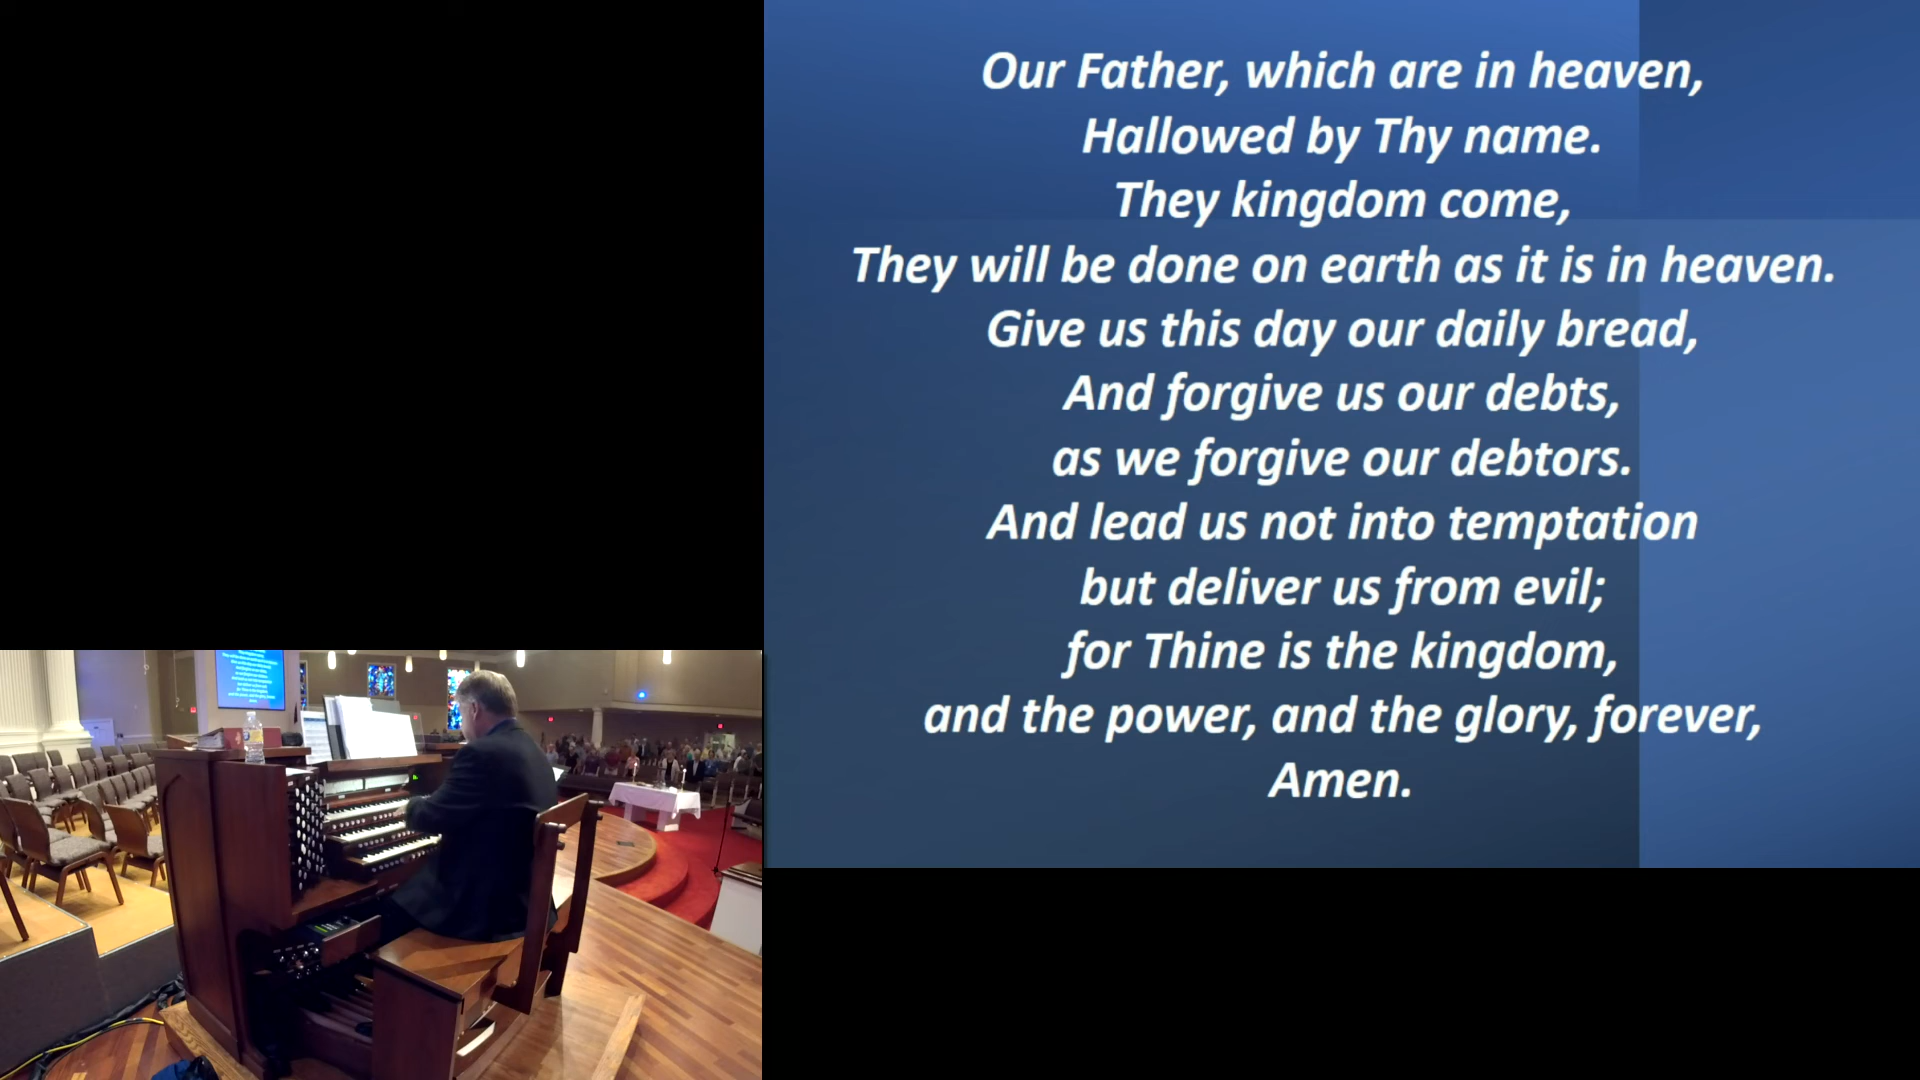 Our Father, which are in heaven,
Hallowed by Thy name.
They kingdom come,
They will be done on earth as it is in heaven.
Give us this day our daily bread,
And forgive us our debts,
as we forgive our debtors.
And lead us not into temptation
but deliver us from evil;
for Thine is the kingdom,
and the power, and the glory, forever,
Amen.